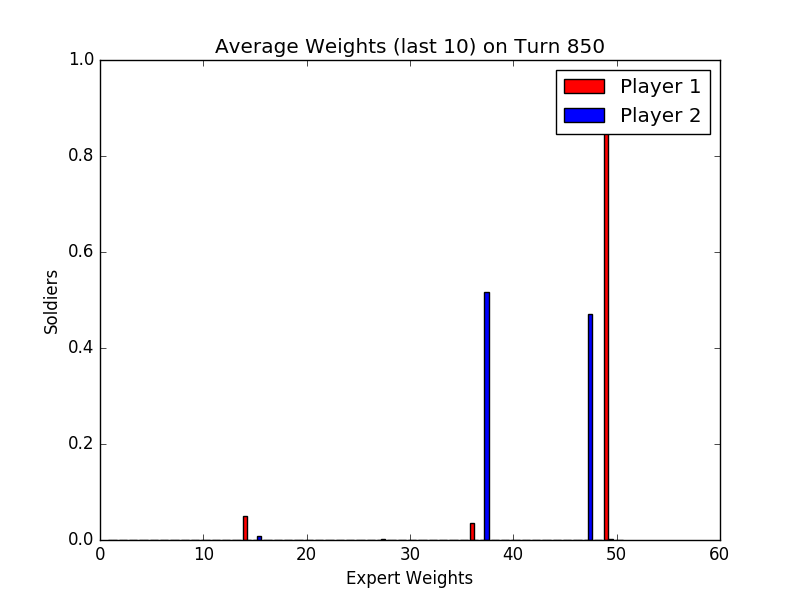 Average Weights (last 10) on Turn 850
1.0
Player 1
Player 2
0.8
0.6
Soldiers
0.4
0.2
0.0
0 10 20 30 40 50 60
Expert Weights